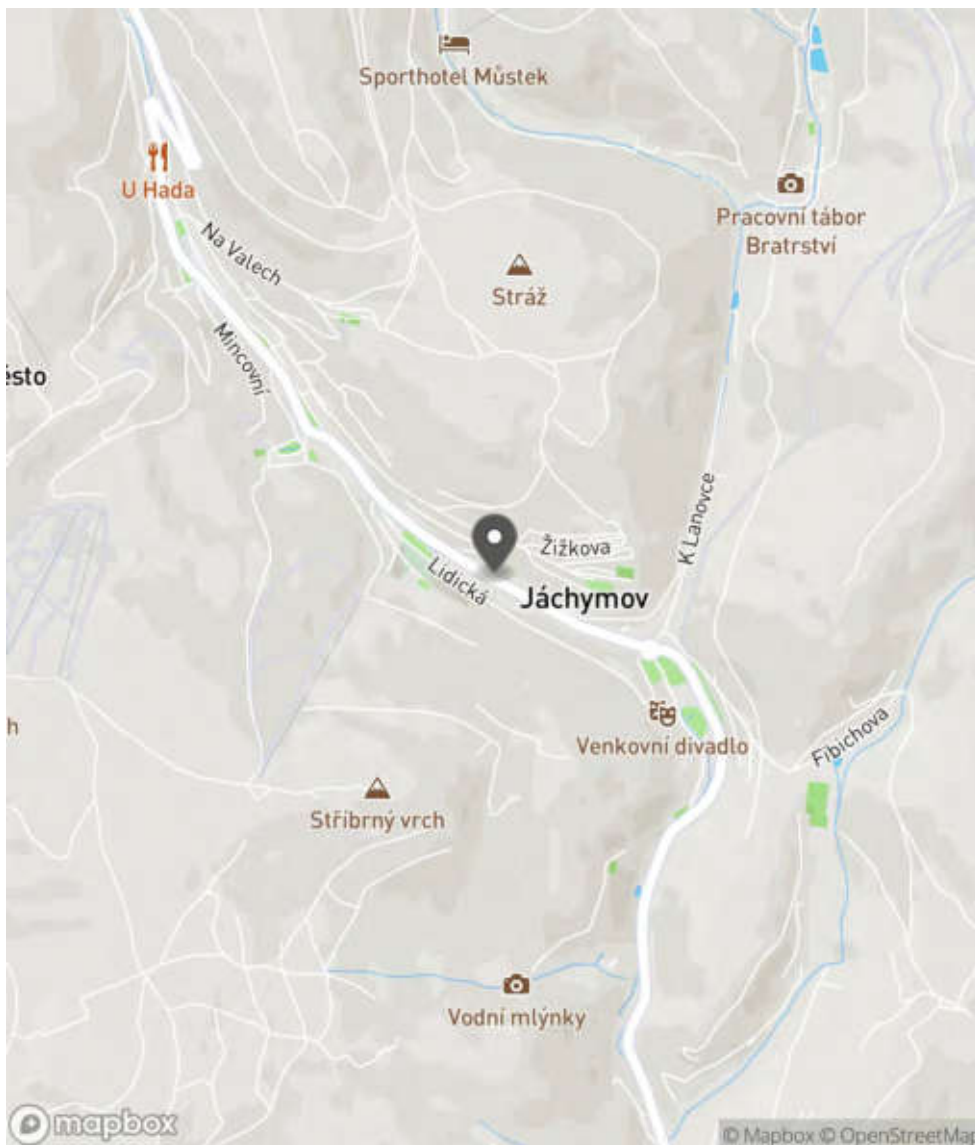 Sporthotel Můstek
U Hada
Pracovní tábor
Bratrství
Na Valech
Stráž
Mincovní
ěsto
K Lanovce
Žižkova
Lidická
Jáchymov
Fibichova
h
Venkovní divadlo
Stříbrný vrch
Vodní mlýnky
mapbox
© Mapbox © OpenStreetMap